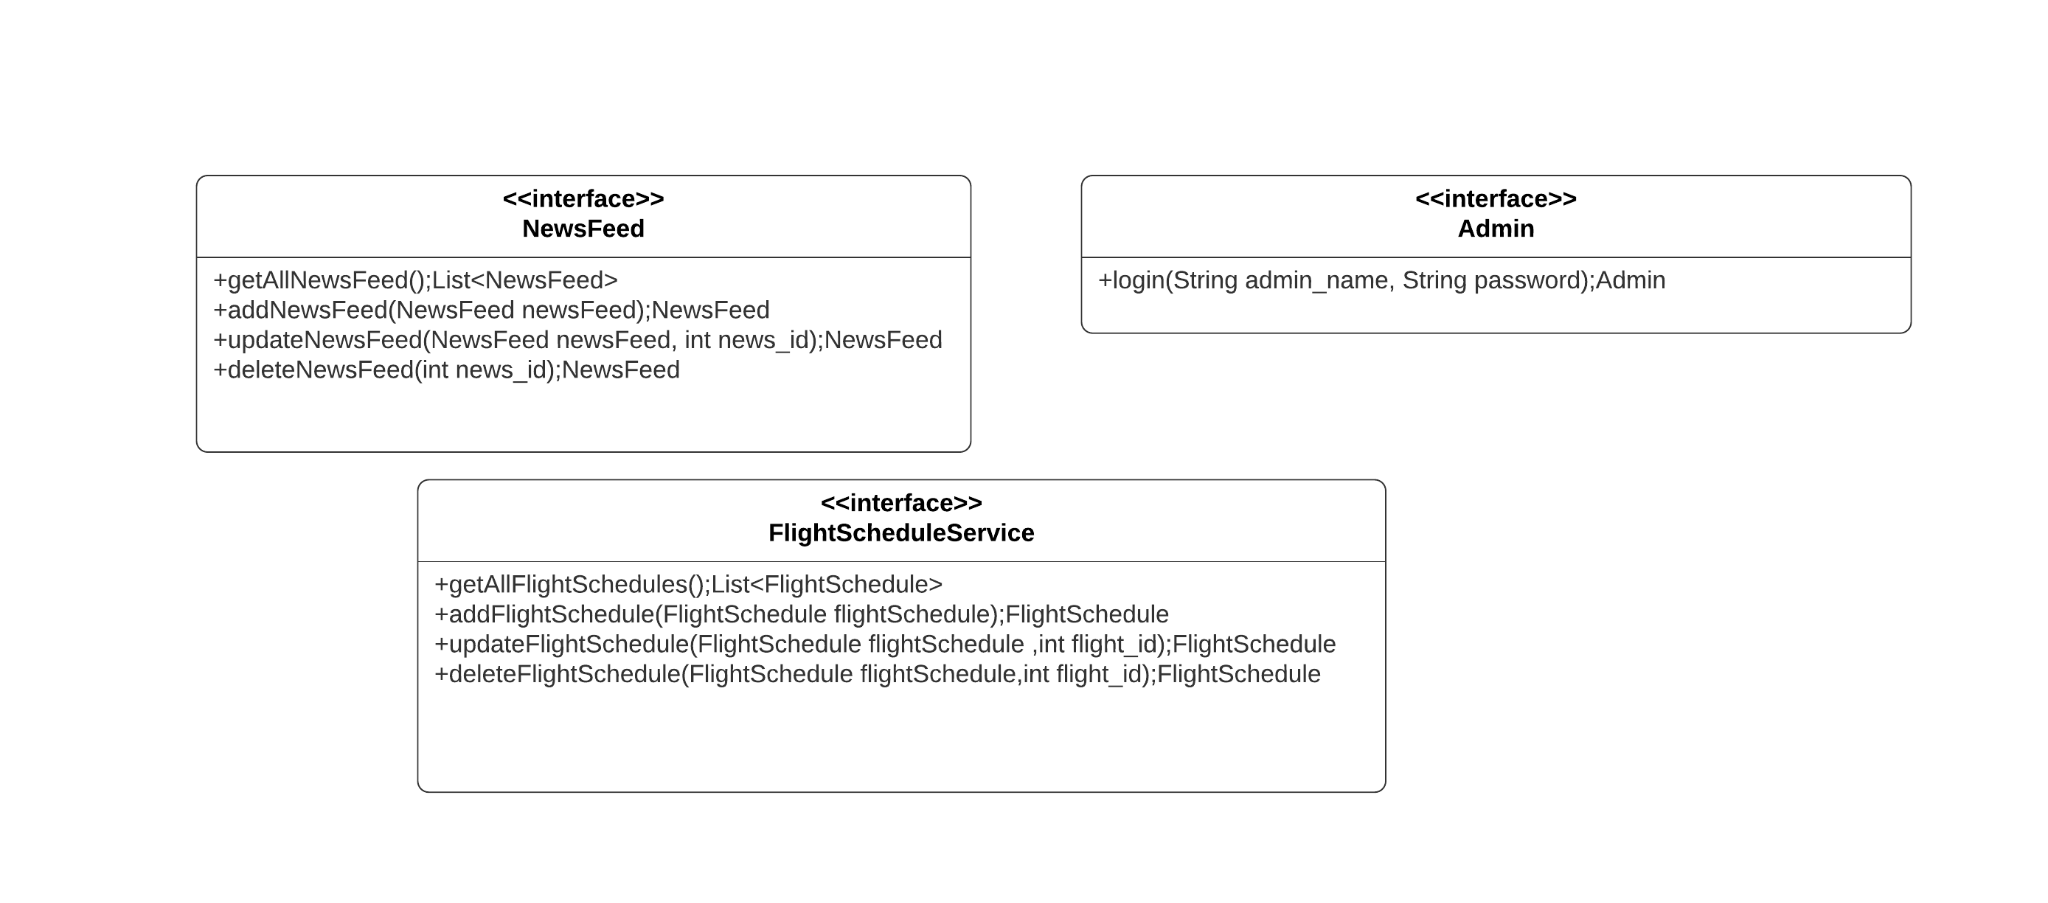 <<interface>>
NewsFeed
+getAllNewsFeed();List<NewsFeed>
+addNewsFeed(NewsFeed newsFeed);NewsFeed
+updateNewsFeed(NewsFeed newsFeed, int news_id);NewsFeed
+deleteNewsFeed(int news_id);NewsFeed
<<interface>>
Admin
+login(String admin_name, String password);Admin
<<interface>>
FlightScheduleService
+getAllFlightSchedules();List<FlightSchedule>
+addFlightSchedule(FlightSchedule flightSchedule);FlightSchedule
+updateFlightSchedule(FlightSchedule flightSchedule ,int flight_id);FlightSchedule
+deleteFlightSchedule(FlightSchedule flightSchedule,int flight_id);FlightSchedule